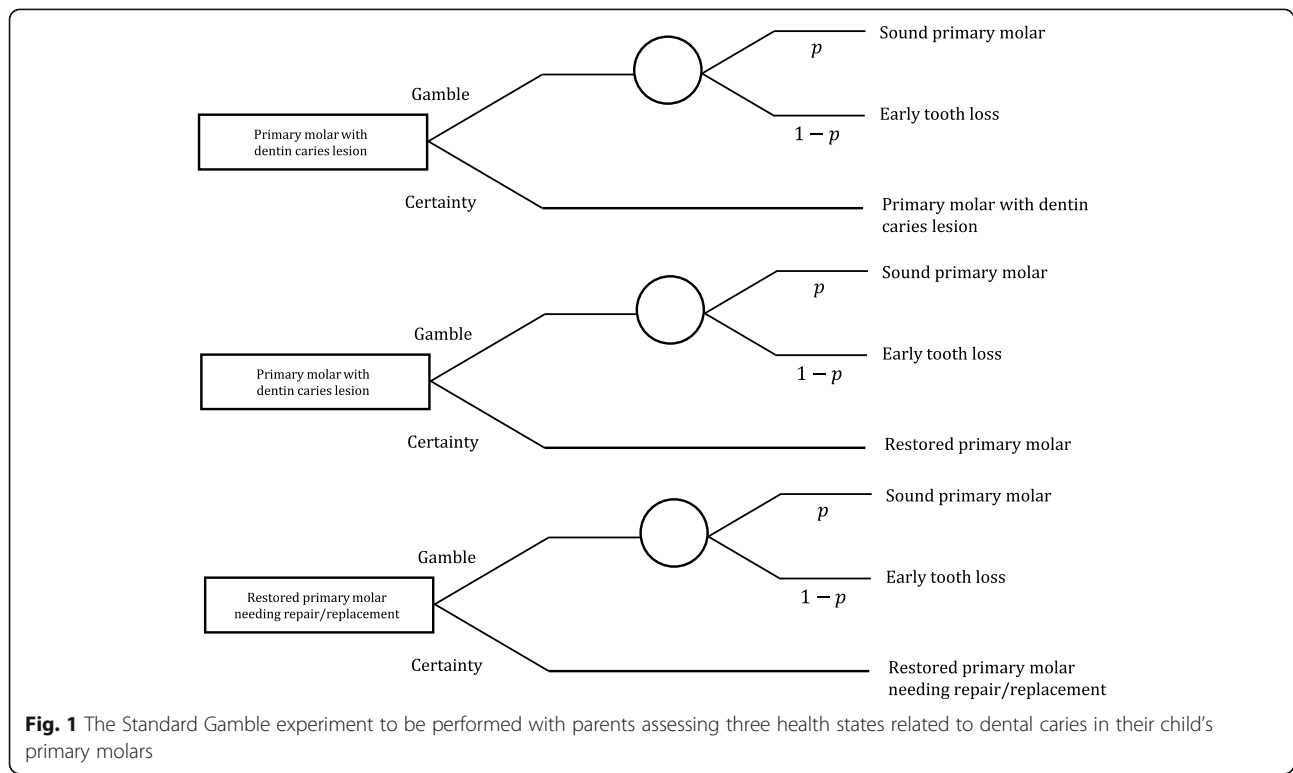 Sound primary molar
p
Gamble
Early tooth loss
1 − p
Primary molar with
dentin caries lesion
Certainty
Primary molar with dentin
caries lesion
Sound primary molar
p
Gamble
Early tooth loss
1 − p
Primary molar with
dentin caries lesion
Certainty
Restored primary molar
Sound primary molar
p
Gamble
Early tooth loss
1 − p
Restored primary molar
needing repair/replacement
Certainty
Restored primary molar
needing repair/replacement
Fig. 1 The Standard Gamble experiment to be performed with parents assessing three health states related to dental caries in their child’s
primary molars